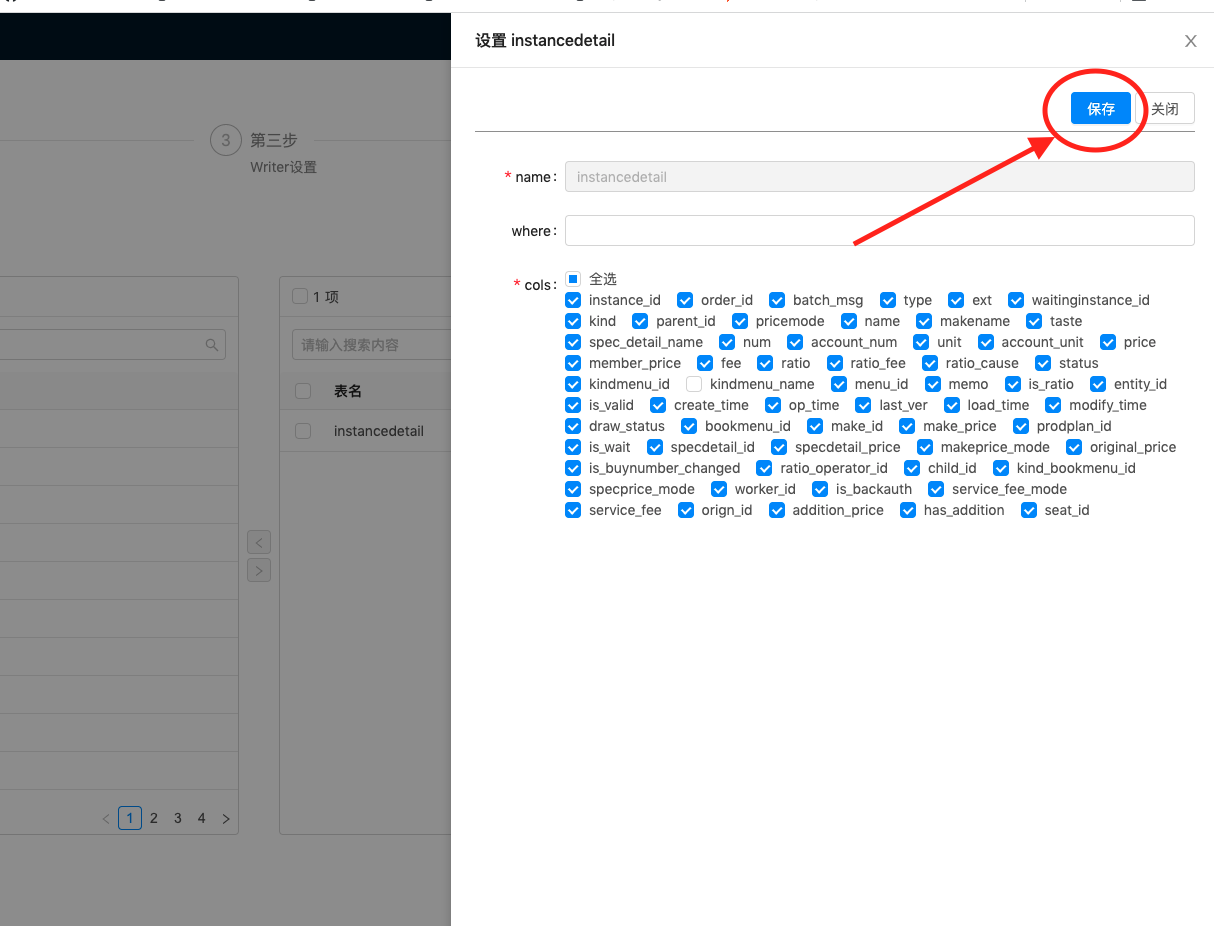 设置 instancedetail
保存 关闭
3 第三步
Writer设置
* name : instancedetail
where :
* cols : 全选
instance_id order_id batch_msg type ext waitinginstance_id
kind parent_id pricemode name makename taste
spec_detail_name num account_num unit account_unit price
member_price fee ratio ratio_fee ratio_cause status
kindmenu_id kindmenu_name menu_id memo is_ratio entity_id
is_valid create_time op_time last_ver load_time modify_time
draw_status bookmenu_id make_id make_price prodplan_id
is_wait specdetail_id specdetail_price makeprice_mode original_price
is_buynumber_changed ratio_operator_id child_id kind_bookmenu_id
specprice_mode worker_id is_backauth service_fee_mode
service_fee orign_id addition_price has_addition seat_id
1 项
请输入搜索内容
表名
instancedetail
< 1 2 3 4 >